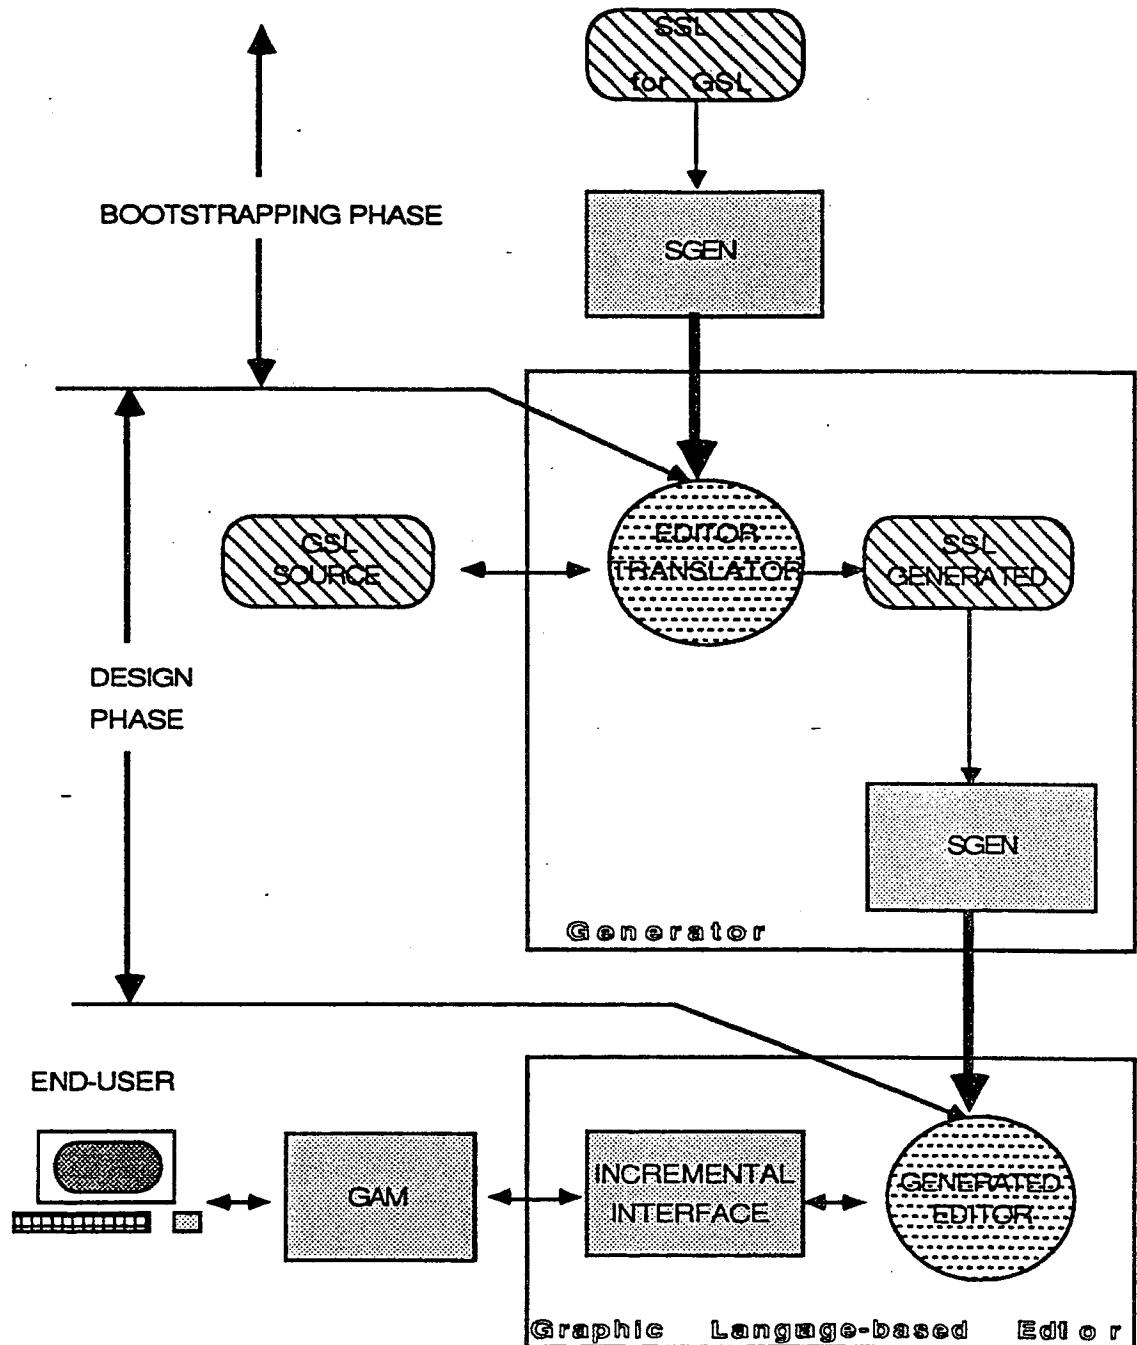 SSL
for GSL
BOOTSTRAPPING PHASE
SGEN
EDITOR
TRANSLATOR
GSL
SOURCE
SSL
GENERATED
DESIGN
PHASE
SGEN
Generator
END-USER
GAM
INCREMENTAL
INTERFACE
GENERATED
EDITOR
Graphic Langage-based Editor